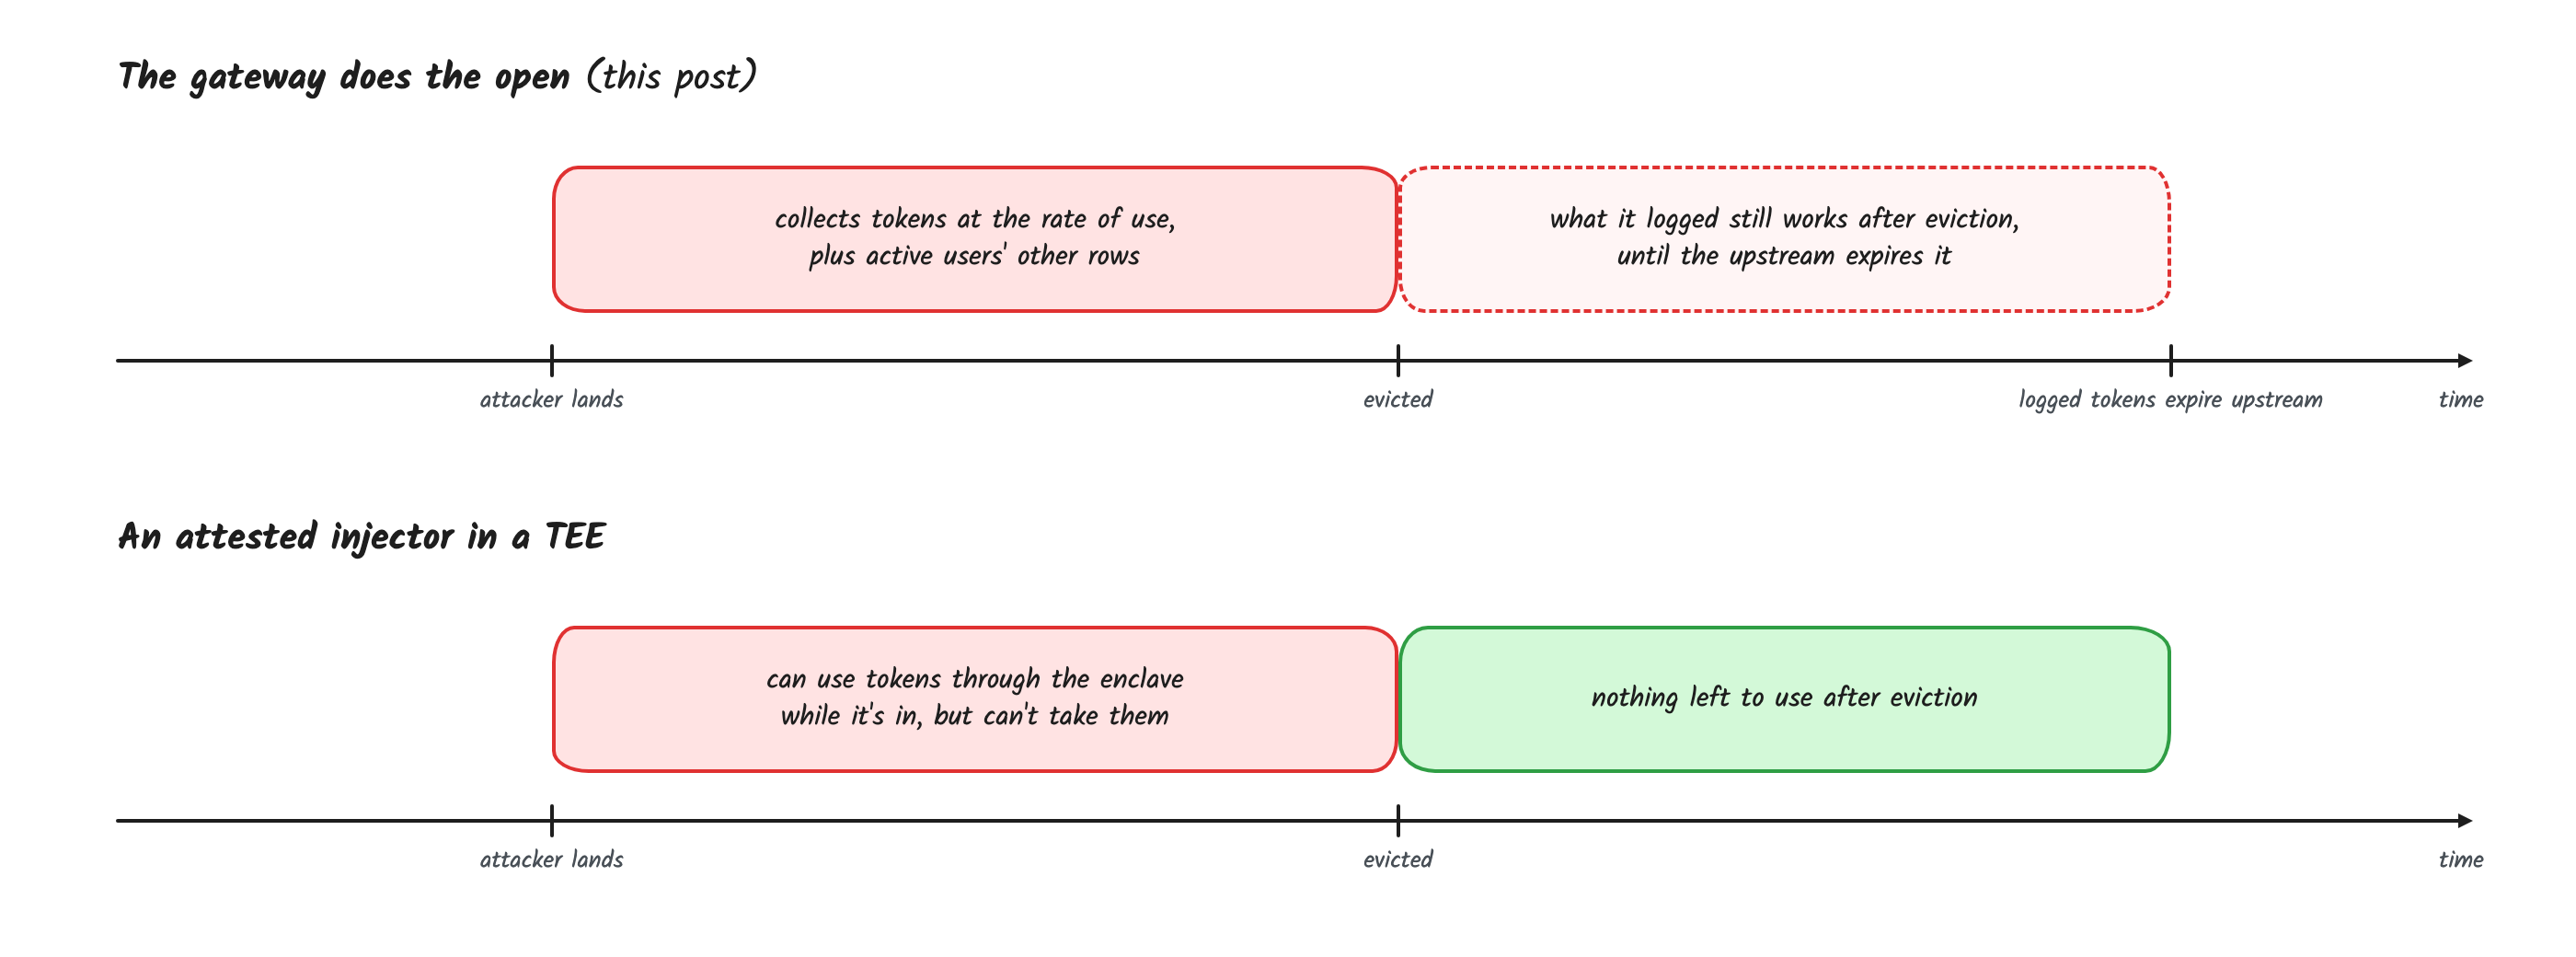 The gateway does the open (this post)
collects tokens at the rate of use,
plus active users' other rows
what it logged still works after eviction,
until the upstream expires it
attacker lands
evicted
logged tokens expire upstream
time
An attested injector in a TEE
can use tokens through the enclave
while it's in, but can't take them
nothing left to use after eviction
attacker lands
evicted
time